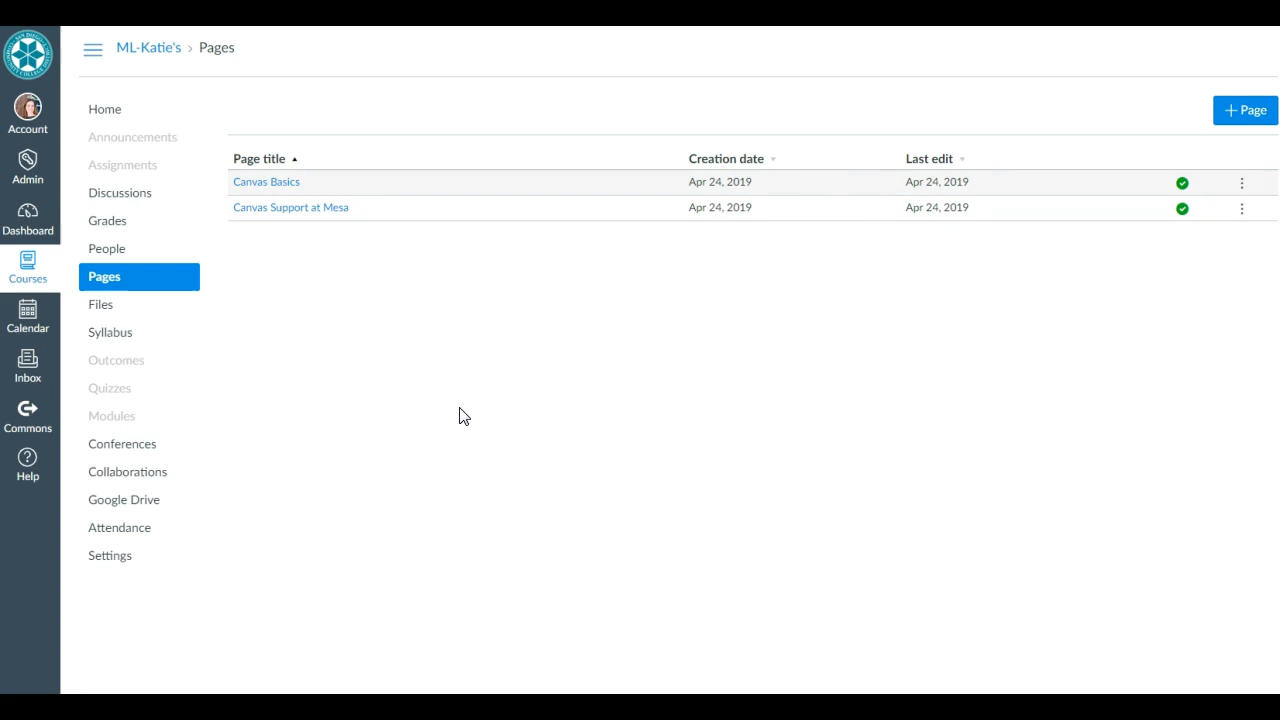 ML-Katie's › Pages
Account
Admin
Dashboard
Courses
Calendar
Inbox
Commons
Help
Home
Announcements
Assignments
Discussions
Grades
People
Pages
Files
Syllabus
Outcomes
Quizzes
Modules
Conferences
Collaborations
Google Drive
Attendance
Settings
+ Page
Page title Creation date Last edit
Canvas Basics Apr 24, 2019 Apr 24, 2019
Canvas Support at Mesa Apr 24, 2019 Apr 24, 2019